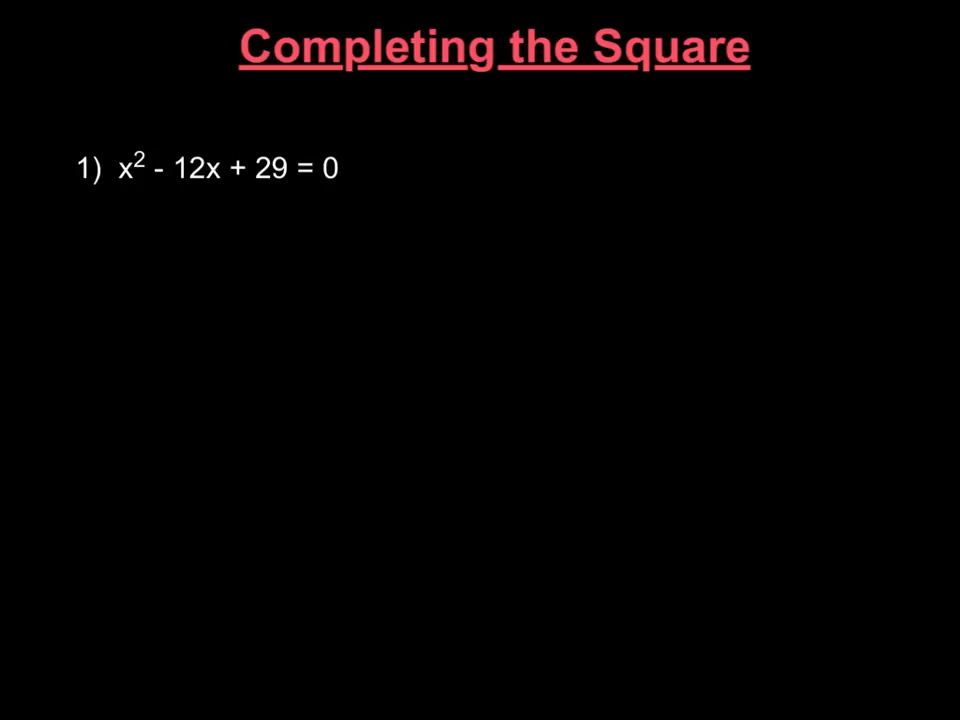 Completing the Square
1) x² - 12x + 29 = 0